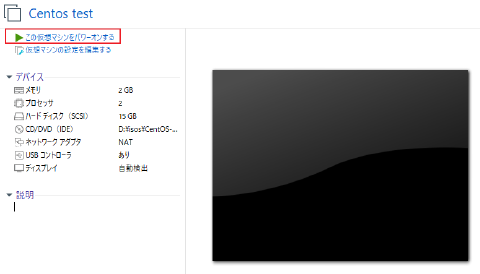 Centos test
この仮想マシンをパワーオンする
仮想マシンの設定を編集する
デバイス
メモリ 2 GB
プロセッサ 2
ハード ディスク（SCSI） 15 GB
CD/DVD（IDE） D:¥isos¥CentOS-...
ネットワーク アダプタ NAT
USB コントローラ あり
ディスプレイ 自動検出
説明